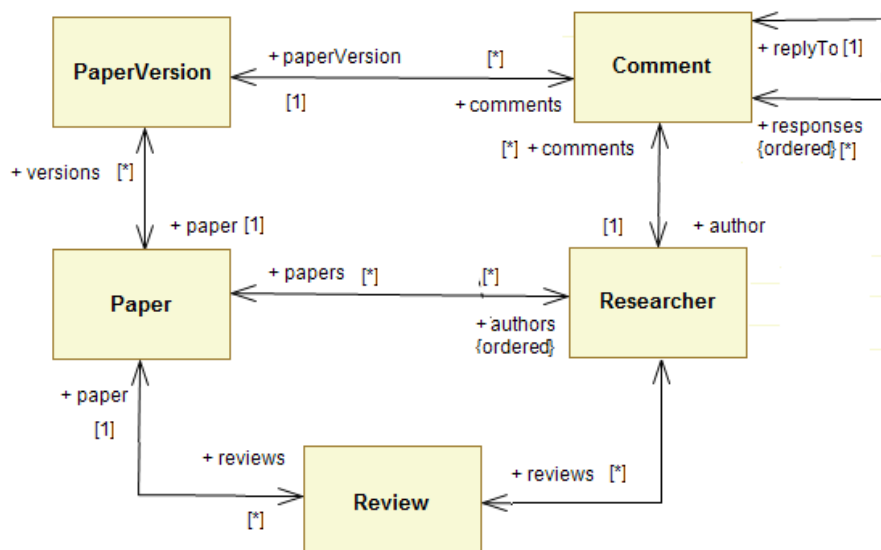 PaperVersion
+ paperVersion
[*]
[1]
+ comments
Comment
+ replyTo [1]
+ responses
{ordered} [*]
+ versions [*]
[*] + comments
+ paper [1]
[1]
+ author
Paper
+ papers
[*]
,[*]
+ authors
{ordered}
Researcher
+ paper
[1]
+ reviews
[*]
Review
+ reviews [*]